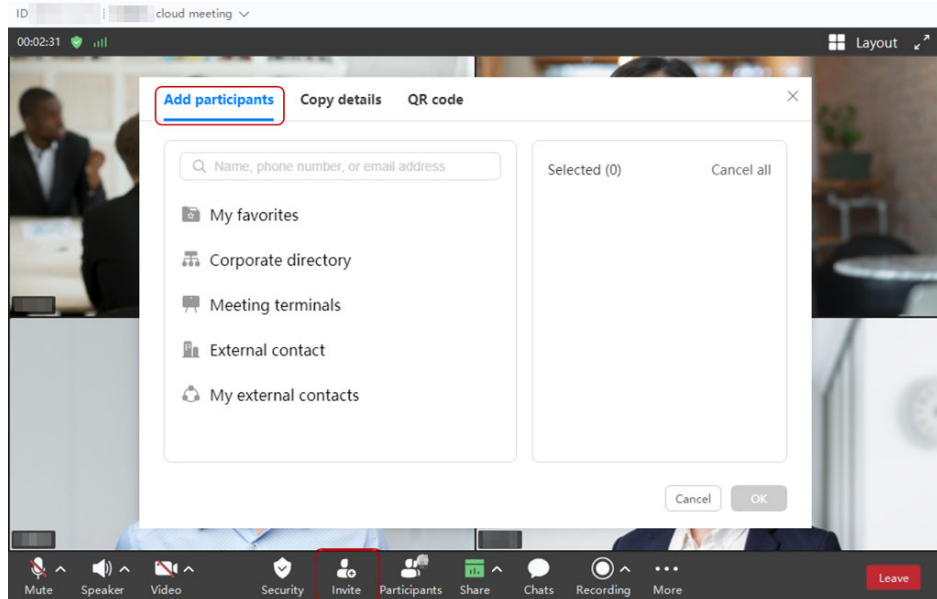 ID
cloud meeting
00:02:31
Layout
Add participants Copy details QR code
Name, phone number, or email address
Selected (0) Cancel all
My favorites
Corporate directory
Meeting terminals
External contact
My external contacts
Cancel OK
Mute Speaker Video Security Invite Participants Share Chats Recording More Leave